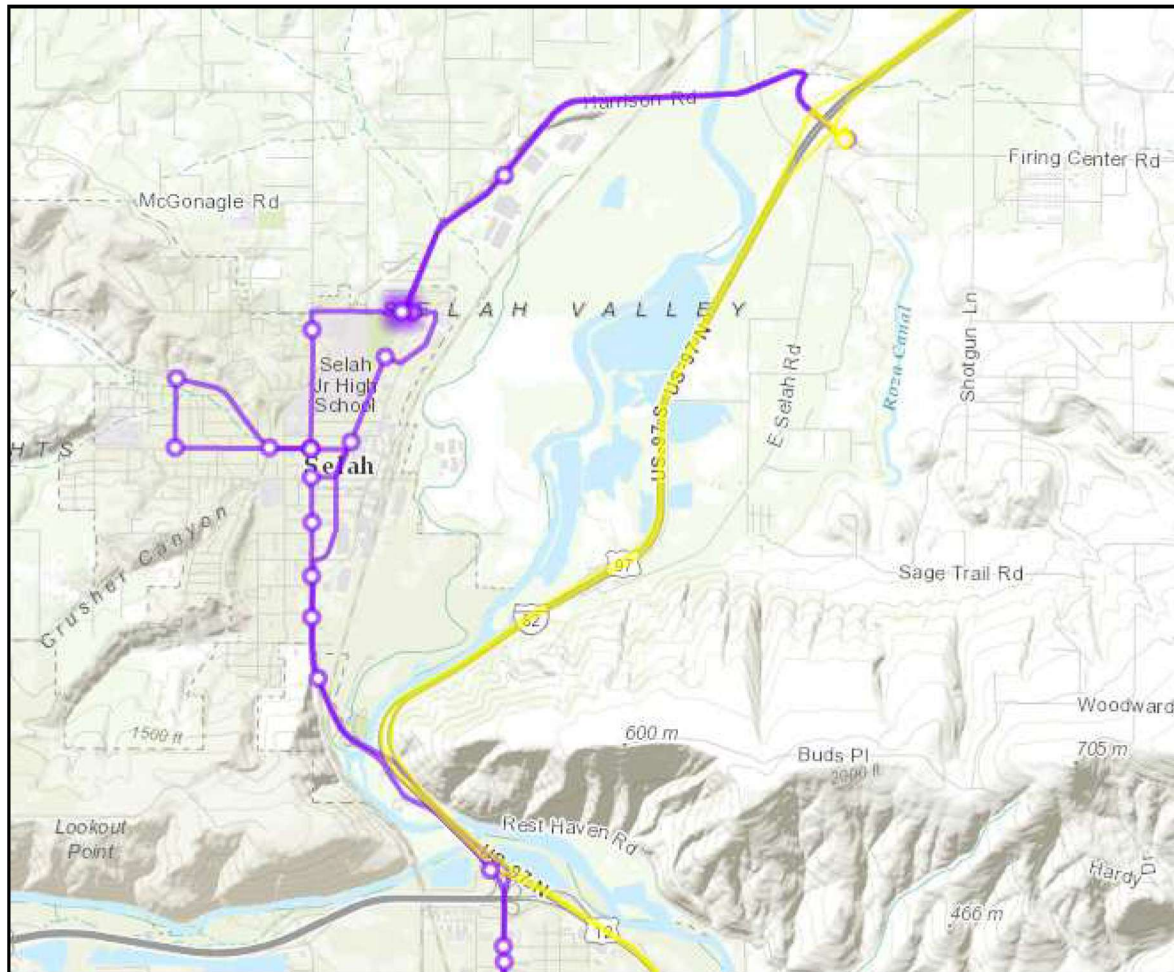 Harrison Rd
Firing Center Rd
McGonagle Rd
SELAH VALLEY
US-97-S US-97-N
Roza Canal
Shotgun Ln
E Selah Rd
Selah
Jr High
School
HTS
Selah
Crusher Canyon
97
82
Sage Trail Rd
Woodward
1500 ft
600 m
Buds Pl
705 m
2000 ft
Lookout
Point
Rest Haven Rd
US-97-N
Hardy Dr
12
466 m